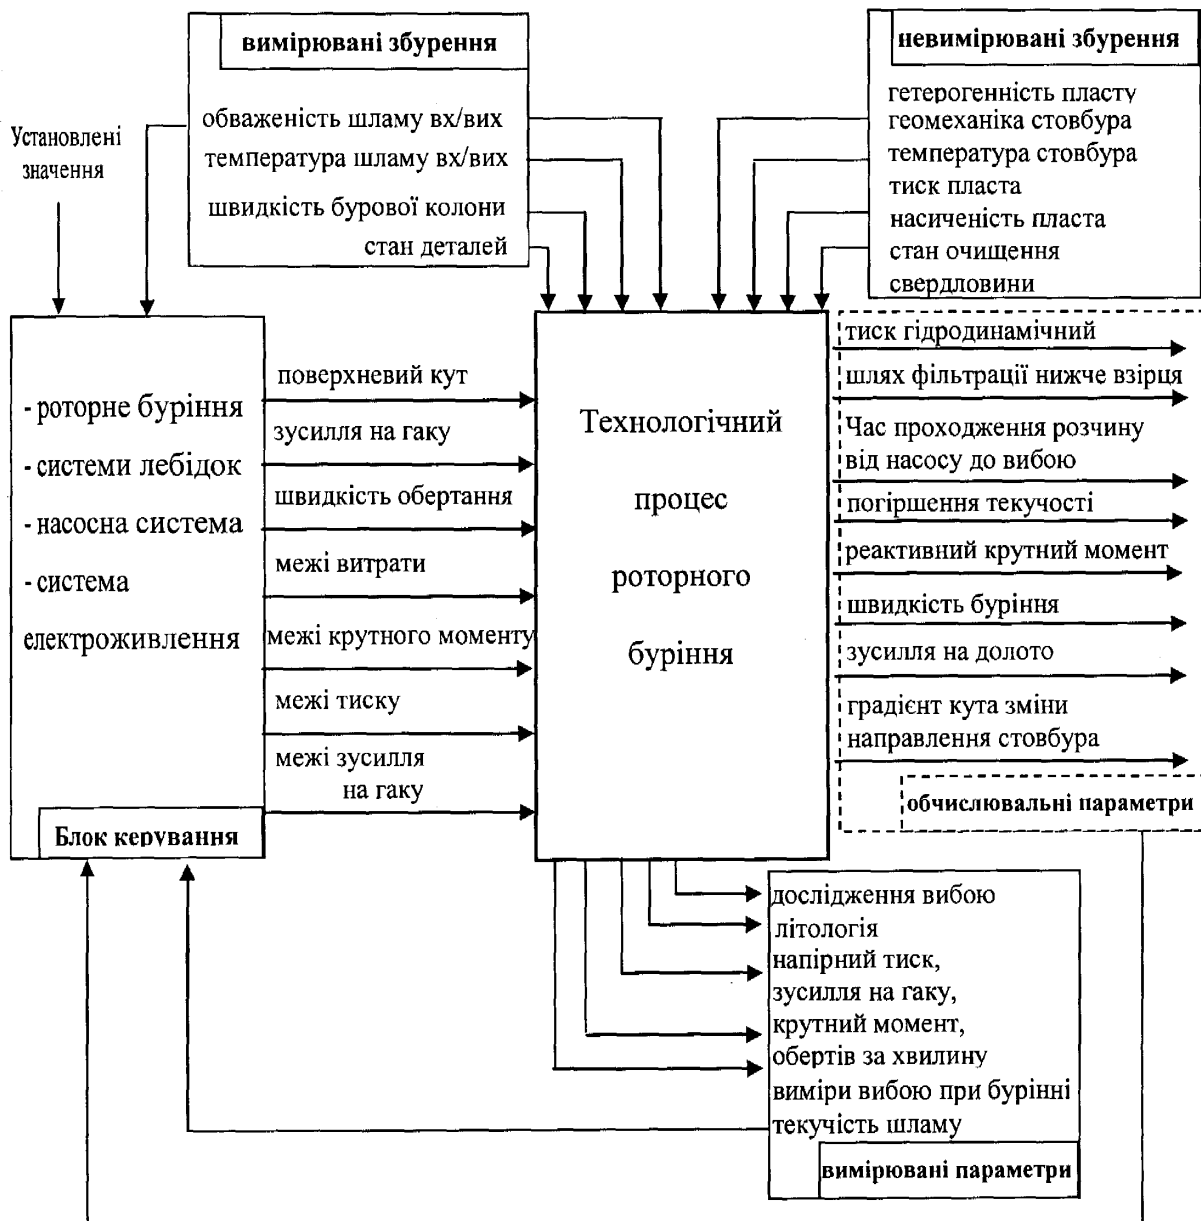 вимірювані збурення
обваженість шламу вх/вих
температура шламу вх/вих
швидкість бурової колони
стан деталей
невимірювані збурення
гетерогенність пласту
геомеханіка стовбура
температура стовбура
тиск пласта
насиченість пласта
стан очищення
свердловини
Установлені
значення
- роторне буріння
- системи лебідок
- насосна система
- система
електроживлення
Блок керування
поверхневий кут
зусилля на гаку
швидкість обертання
межі витрати
межі крутного моменту
межі тиску
межі зусилля
на гаку
Технологічний
процес
роторного
буріння
тиск гідродинамічний
шлях фільтрації нижче взірця
Час проходження розчину
від насосу до вибою
погіршення текучості
реактивний крутний момент
швидкість буріння
зусилля на долото
градієнт кута зміни
направлення стовбура
обчислювальні параметри
дослідження вибою
літологія
напірний тиск,
зусилля на гаку,
крутний момент,
обертів за хвилину
виміри вибою при бурінні
текучість шламу
вимірювані параметри